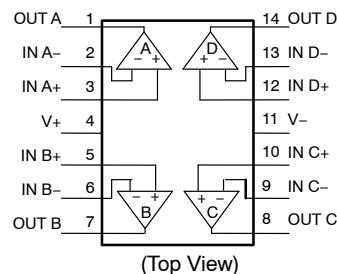 OUT A 1 14 OUT D
IN A− 2 A D 13 IN D−
− + + −
IN A+ 3 12 IN D+
V+ 4 11 V−
IN B+ 5 10 IN C+
− + + −
IN B− 6 9 IN C−
B C
OUT B 7 8 OUT C
(Top View)